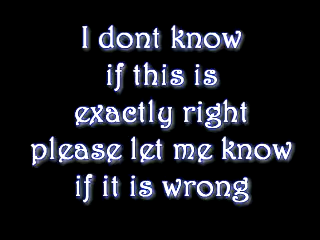 I dont know
if this is
exactly right
please let me know
if it is wrong